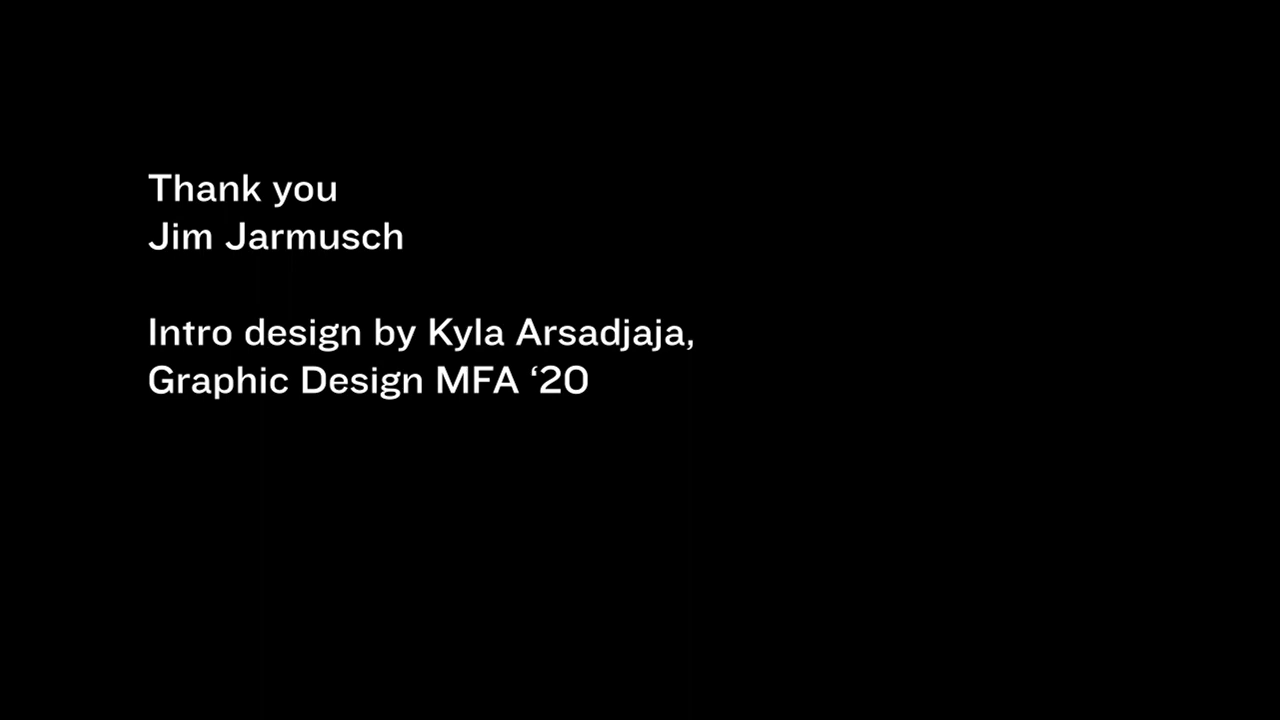 Thank you
Jim Jarmusch
Intro design by Kyla Arsadjaja,
Graphic Design MFA ‘20